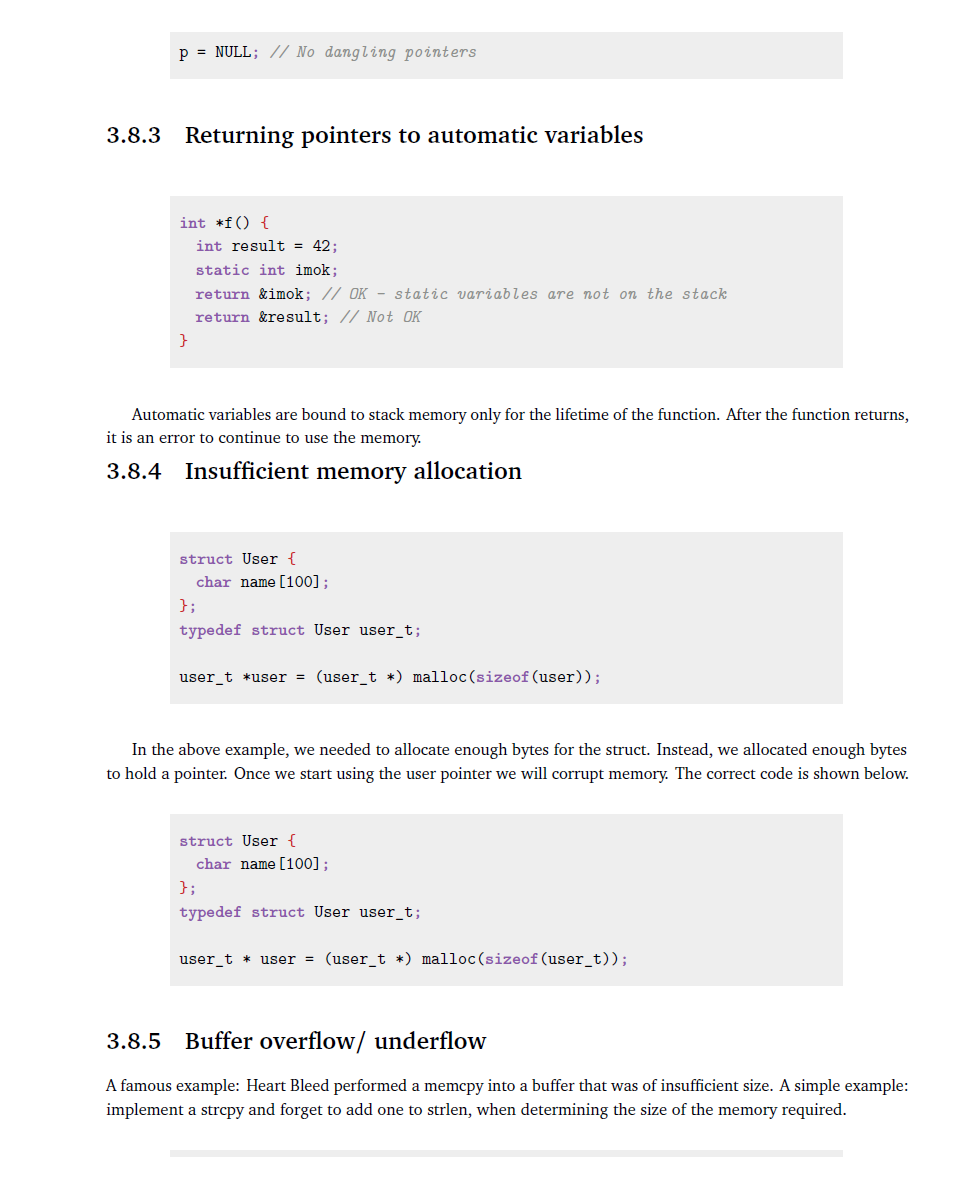 p = NULL; // No dangling pointers
3.8.3 Returning pointers to automatic variables
int *f() {
  int result = 42;
  static int imok;
  return &imok; // OK - static variables are not on the stack
  return &result; // Not OK
}
Automatic variables are bound to stack memory only for the lifetime of the function. After the function returns,
it is an error to continue to use the memory.
3.8.4 Insufficient memory allocation
struct User {
  char name[100];
};
typedef struct User user_t;
user_t *user = (user_t *) malloc(sizeof(user));
In the above example, we needed to allocate enough bytes for the struct. Instead, we allocated enough bytes
to hold a pointer. Once we start using the user pointer we will corrupt memory. The correct code is shown below.
struct User {
  char name[100];
};
typedef struct User user_t;
user_t * user = (user_t *) malloc(sizeof(user_t));
3.8.5 Buffer overflow/ underflow
A famous example: Heart Bleed performed a memcpy into a buffer that was of insufficient size. A simple example:
implement a strcpy and forget to add one to strlen, when determining the size of the memory required.